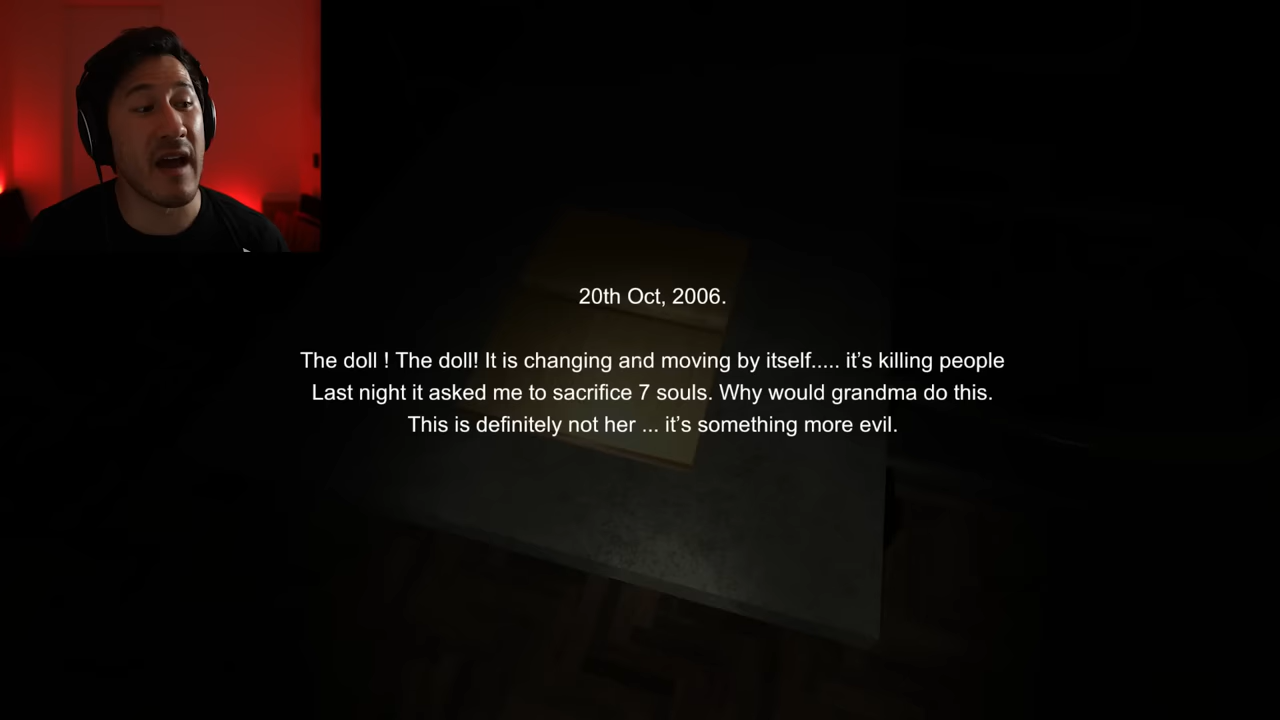 20th Oct, 2006.
The doll ! The doll! It is changing and moving by itself..... it’s killing people
Last night it asked me to sacrifice 7 souls. Why would grandma do this.
This is definitely not her ... it’s something more evil.